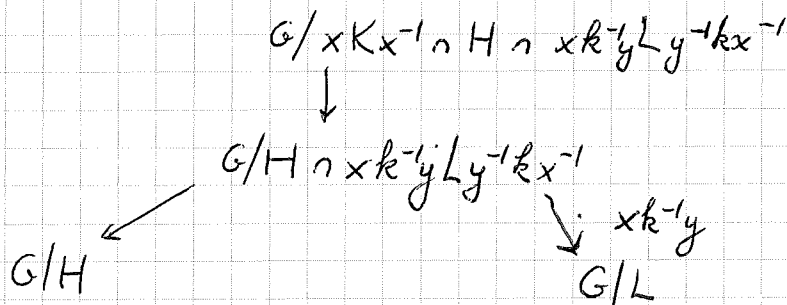 G/xKx⁻¹ ∩ H ∩ xk⁻¹yLy⁻¹kx⁻¹
↓
G/H ∩ xk⁻¹yLy⁻¹kx⁻¹
xk⁻¹y
G/H G/L